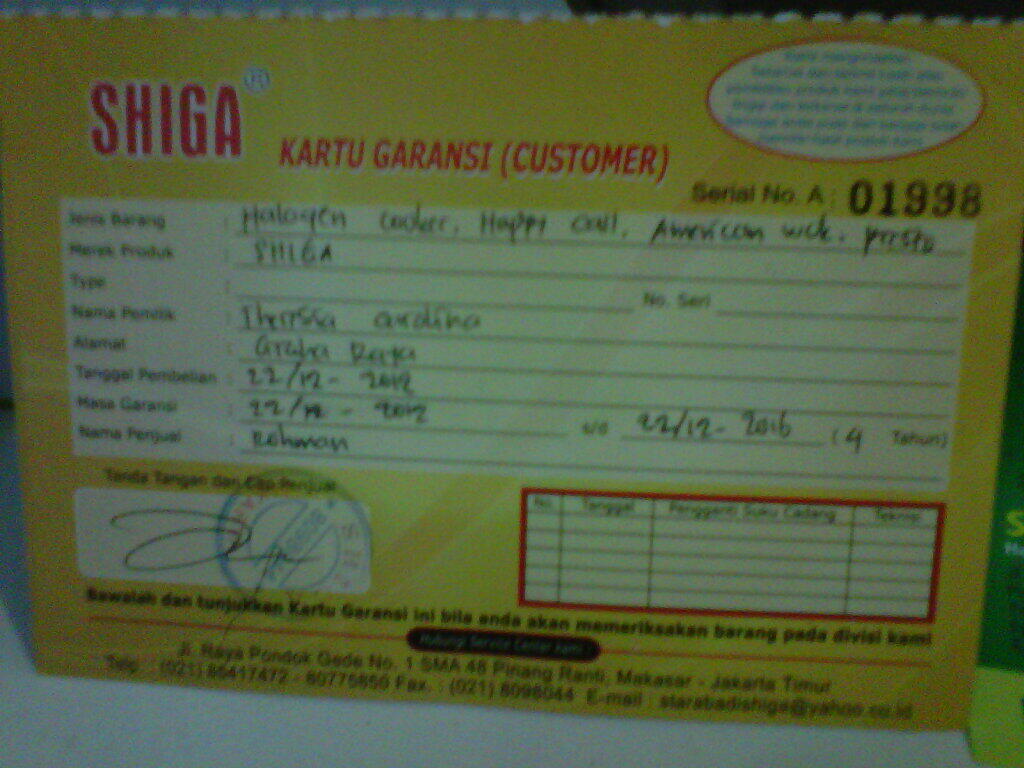 SHIGA ®
KARTU GARANSI (CUSTOMER)
Serial No. A : 01998
Jenis Barang : Halogen cooker, Happy call, American wok, presto
Merek Produk : SHIGA
Type : No. Seri
Nama Pemilik : Theressa ardina
Alamat : Graha Raya
Tanggal Pembelian : 22/12 - 2012
Masa Garansi : 22/12 - 2012 s/d 22/12 - 2016 (4 Tahun)
Nama Penjual : Rohman
Tanda Tangan dan Cap Penjual
No. Tanggal Pengganti Suku Cadang Teknisi
Bawalah dan tunjukkan Kartu Garansi ini bila anda akan memeriksakan barang pada divisi kami
Hubungi Service Center kami :
Jl. Raya Pondok Gede No. 1 SMA 48 Pinang Ranti, Makasar - Jakarta Timur
Telp : (021) 80417472 - 80775850 Fax. : (021) 8098044 E-mail : starabadishiga@yahoo.co.id